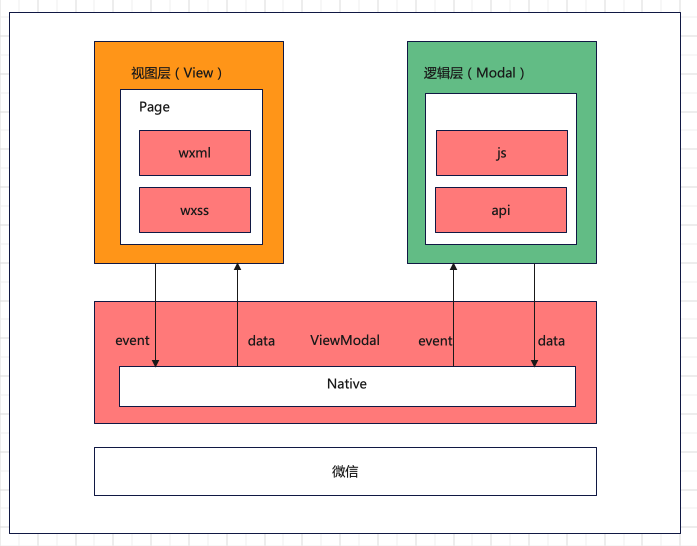 视图层（View）
Page
wxml
wxss
逻辑层（Modal）
js
api
event
data
ViewModal
event
data
Native
微信